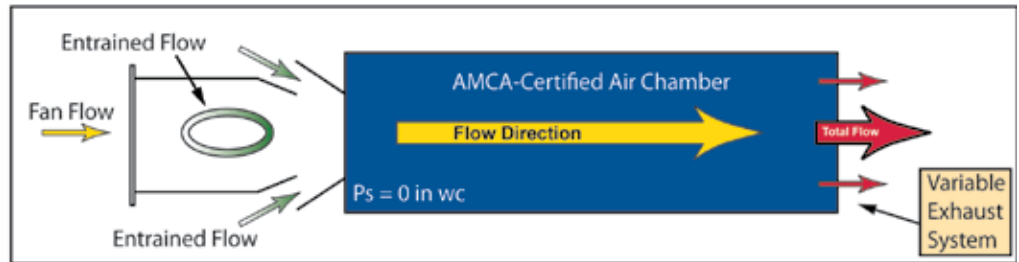 Entrained Flow
Fan Flow
AMCA-Certified Air Chamber
Flow Direction
Total Flow
Ps = 0 in wc
Entrained Flow
Variable
Exhaust
System